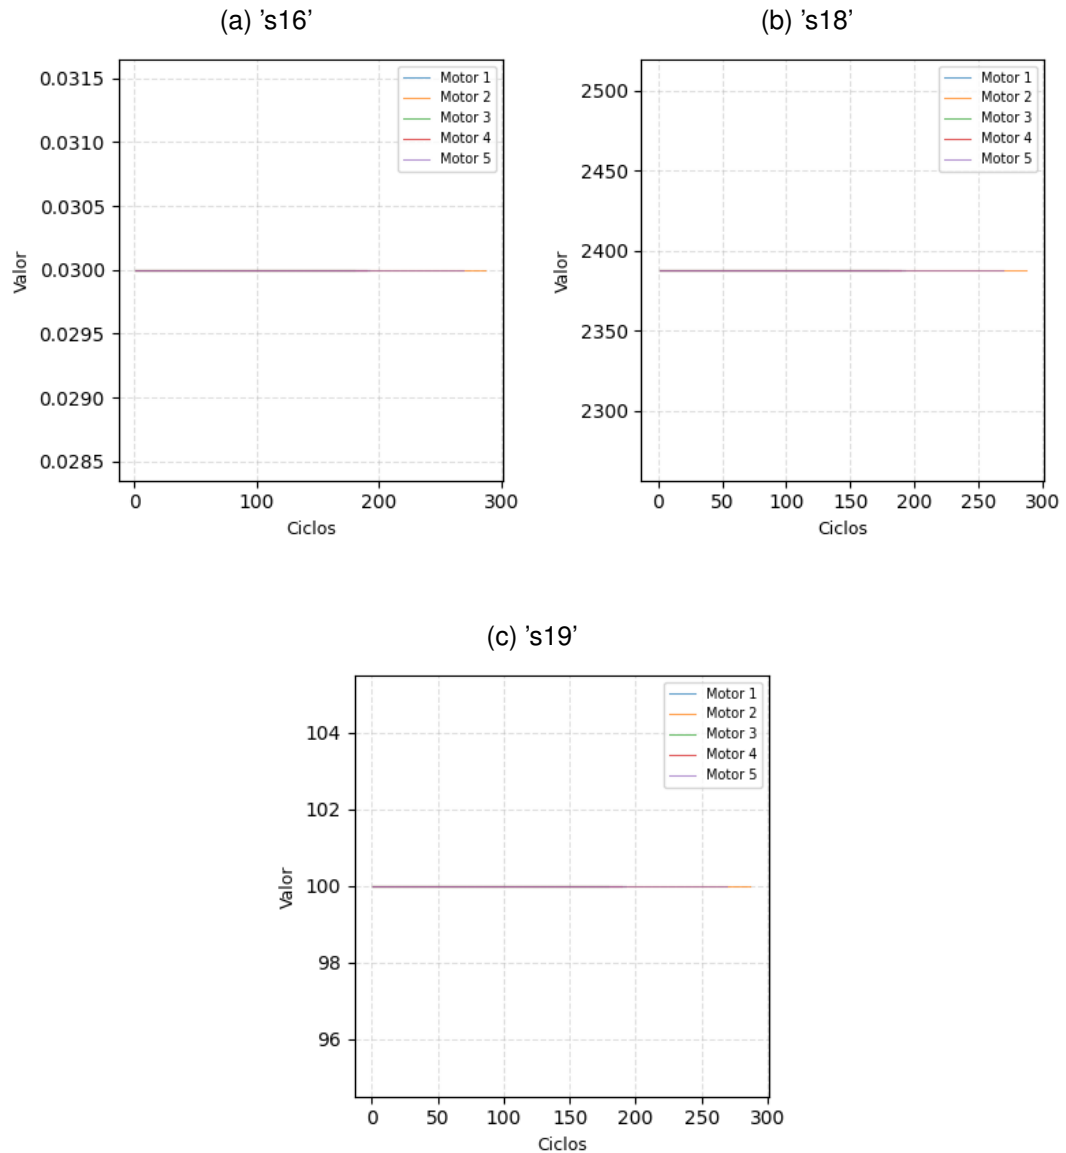 (a) ’s16’
(b) ’s18’
0.0315
0.0310
0.0305
0.0300
0.0295
0.0290
0.0285
Valor
0 100 200 300
Ciclos
Motor 1
Motor 2
Motor 3
Motor 4
Motor 5
2500
2450
2400
2350
2300
Valor
0 50 100 150 200 250 300
Ciclos
Motor 1
Motor 2
Motor 3
Motor 4
Motor 5
(c) ’s19’
104
102
100
98
96
Valor
0 50 100 150 200 250 300
Ciclos
Motor 1
Motor 2
Motor 3
Motor 4
Motor 5